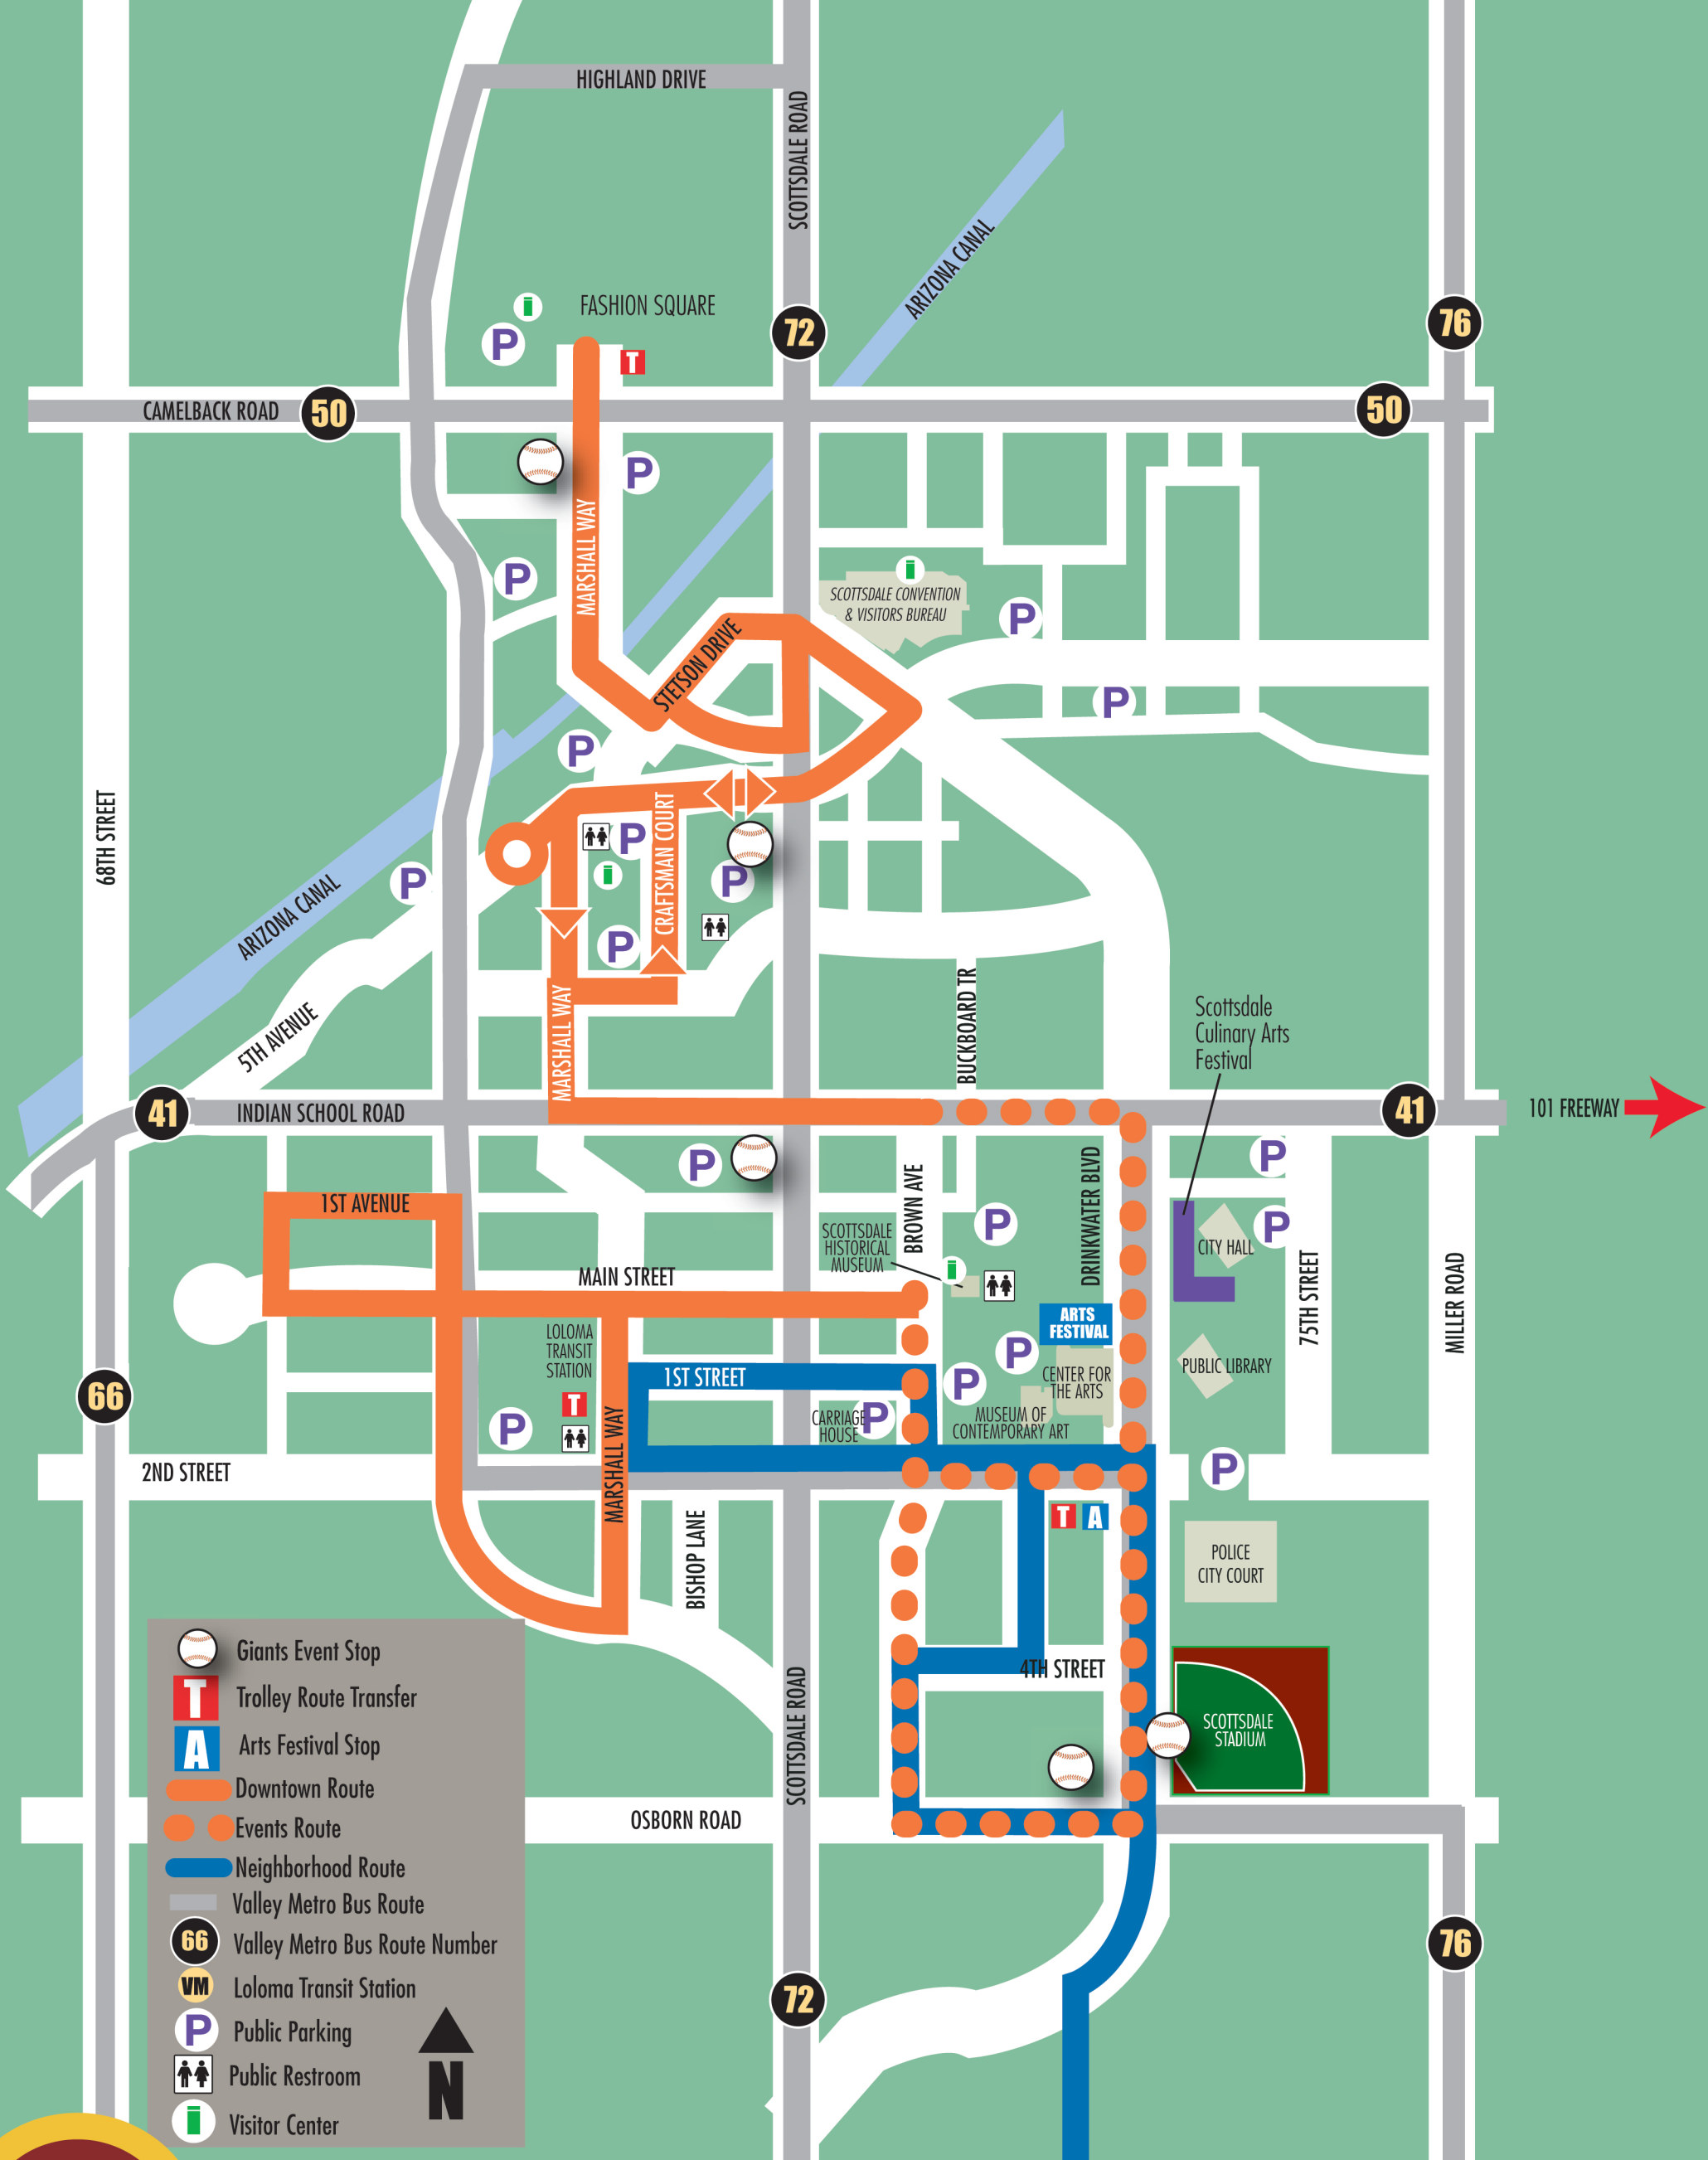 HIGHLAND DRIVE
SCOTTSDALE ROAD
ARIZONA CANAL
FASHION SQUARE
T
P
72
76
CAMELBACK ROAD
50
50
P
MARSHALL WAY
P
SCOTTSDALE CONVENTION
& VISITORS BUREAU
P
STETSON DRIVE
P
P
68TH STREET
CRAFTSMAN COURT
P
P
P
P
ARIZONA CANAL
BUCKBOARD TR
MARSHALL WAY
5TH AVENUE
Scottsdale
Culinary Arts
Festival
41
INDIAN SCHOOL ROAD
41
101 FREEWAY
P
BROWN AVE
DRINKWATER BLVD
P
1ST AVENUE
SCOTTSDALE
HISTORICAL
MUSEUM
P
CITY HALL
P
75TH STREET
MILLER ROAD
MAIN STREET
ARTS
FESTIVAL
LOLOMA
TRANSIT
STATION
P
PUBLIC LIBRARY
1ST STREET
P
CENTER FOR
THE ARTS
66
T
P
MARSHALL WAY
CARRIAGE
HOUSE
P
MUSEUM OF
CONTEMPORARY ART
2ND STREET
P
BISHOP LANE
T
A
POLICE
CITY COURT
4TH STREET
SCOTTSDALE ROAD
SCOTTSDALE
STADIUM
OSBORN ROAD
Giants Event Stop
T
Trolley Route Transfer
A
Arts Festival Stop
Downtown Route
Events Route
Neighborhood Route
Valley Metro Bus Route
66
Valley Metro Bus Route Number
VM
Loloma Transit Station
P
Public Parking
Public Restroom
Visitor Center
N
72
76